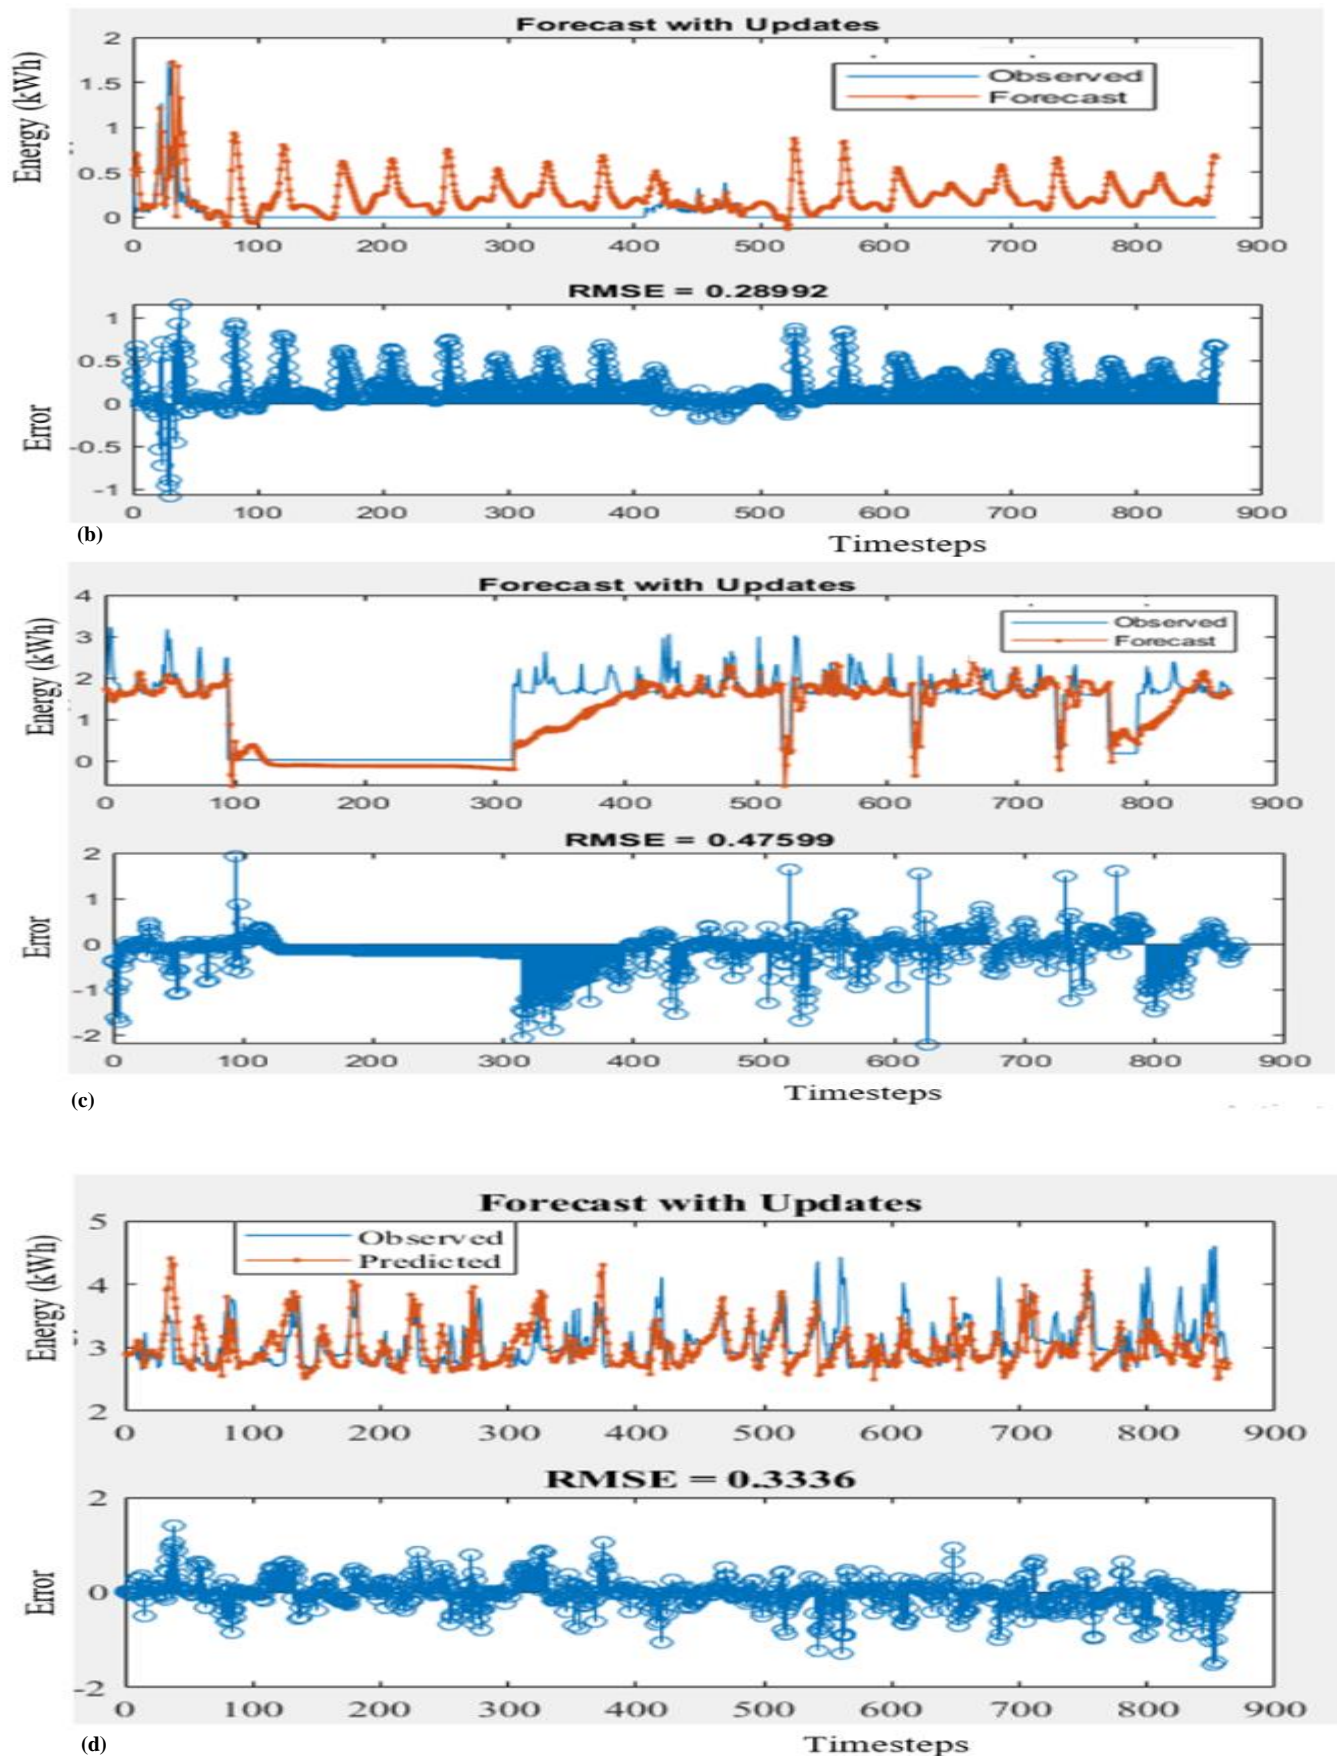 Forecast with Updates
Energy (kWh)
2
1.5
1
0.5
0
Observed
Forecast
0 100 200 300 400 500 600 700 800 900
RMSE = 0.28992
Error
1
0.5
0
-0.5
-1
0 100 200 300 400 500 600 700 800 900
(b)
Timesteps
Forecast with Updates
Energy (kWh)
4
3
2
1
0
Observed
Forecast
0 100 200 300 400 500 600 700 800 900
RMSE = 0.47599
Error
2
1
0
-1
-2
0 100 200 300 400 500 600 700 800 900
Timesteps
(c)
Forecast with Updates
Energy (kWh)
5
4
3
2
Observed
Predicted
0 100 200 300 400 500 600 700 800 900
RMSE = 0.3336
Error
2
0
-2
0 100 200 300 400 500 600 700 800 900
(d)
Timesteps